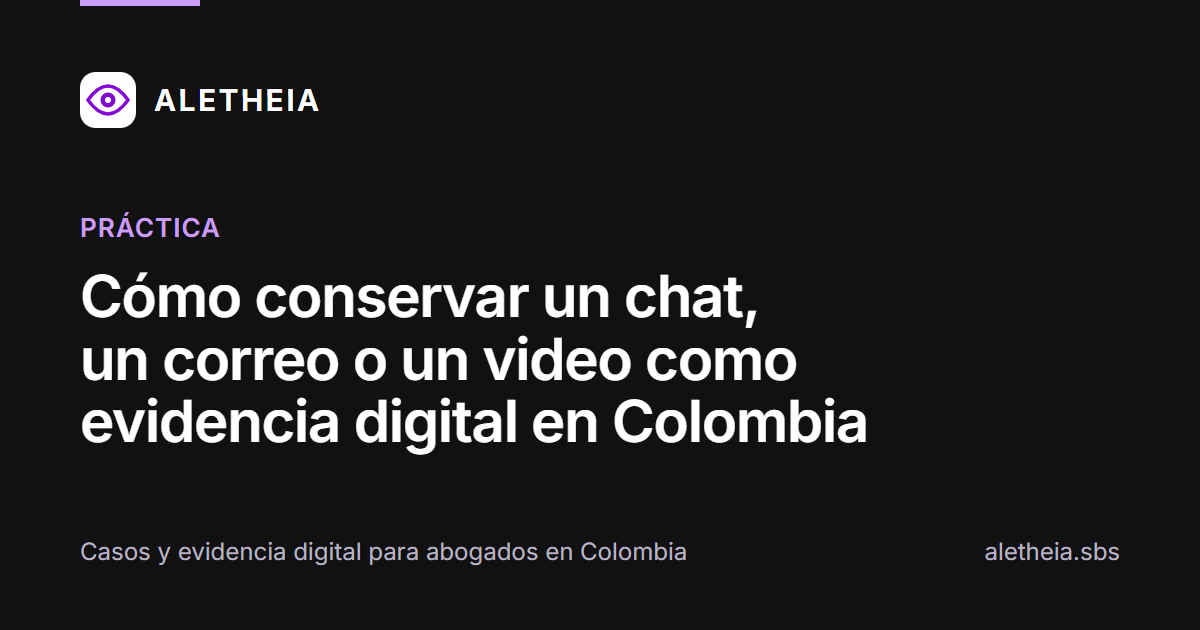 ALETHEIA
PRÁCTICA
Cómo conservar un chat,
un correo o un video como
evidencia digital en Colombia
Casos y evidencia digital para abogados en Colombia
aletheia.sbs